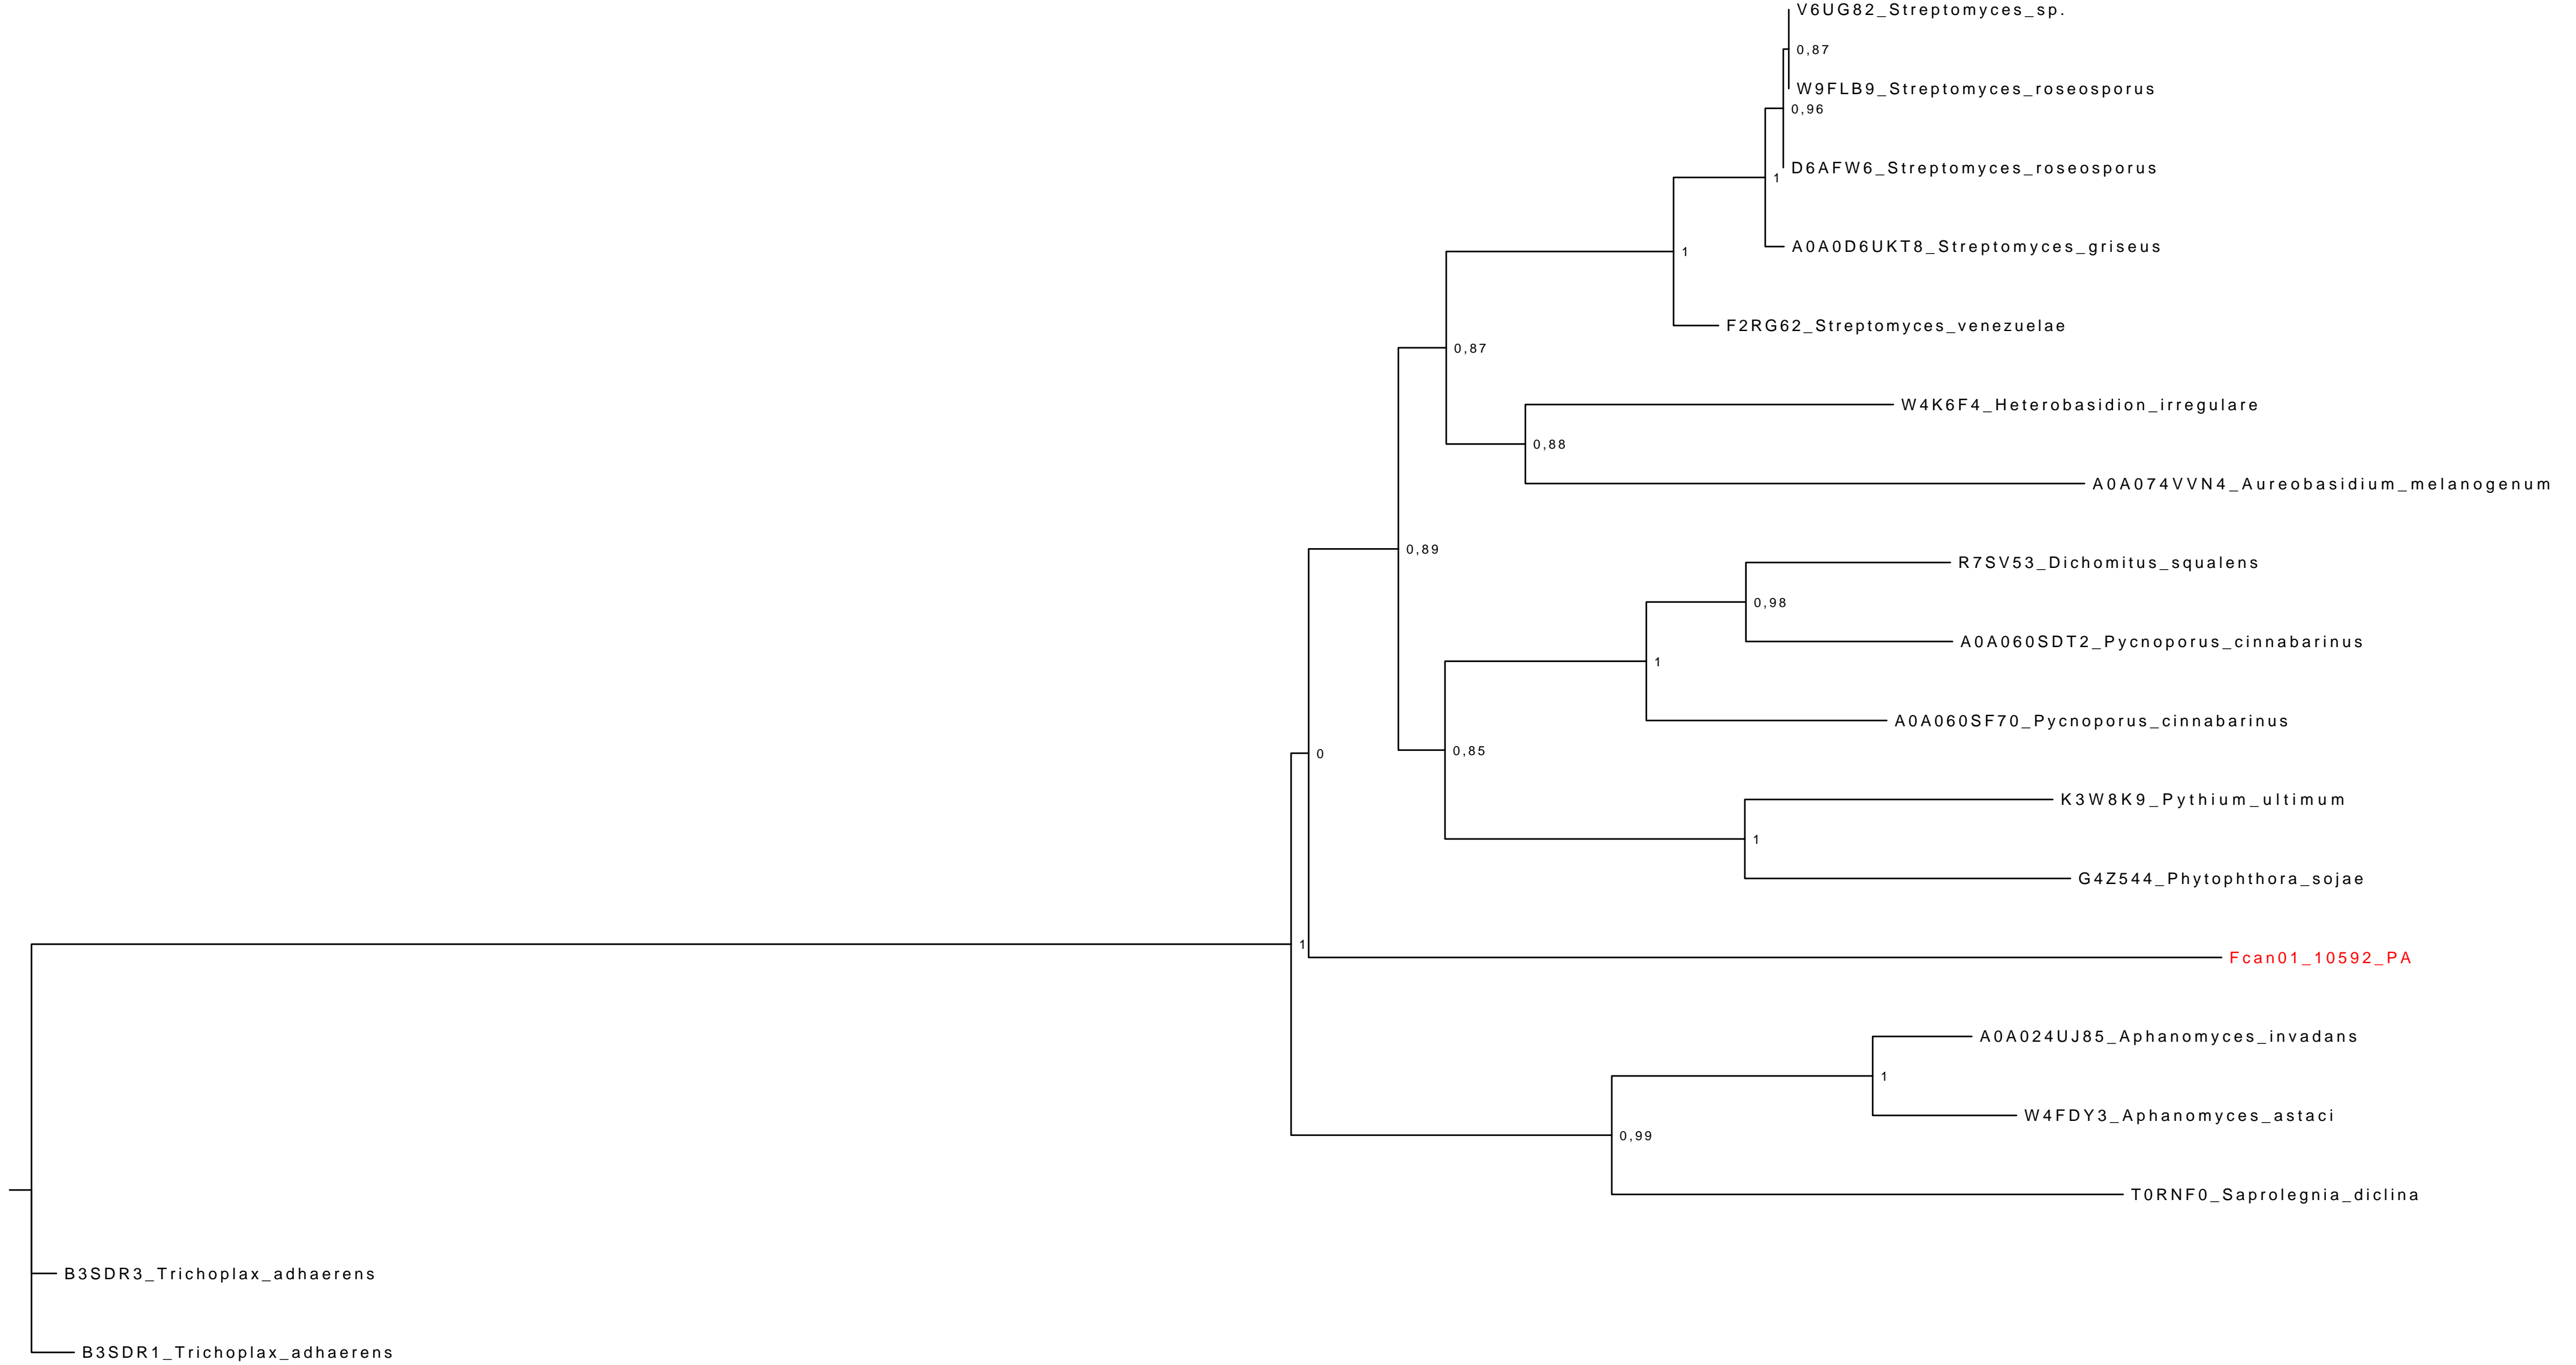 V6UG82_Streptomyces_sp.
0,87
W9FLB9_Streptomyces_roseosporus
0,96
D6AFW6_Streptomyces_roseosporus
1
A0A0D6UKT8_Streptomyces_griseus
1
F2RG62_Streptomyces_venezuelae
0,87
W4K6F4_Heterobasidion_irregulare
0,88
A0A074VVN4_Aureobasidium_melanogenum
0,89
R7SV53_Dichomitus_squalens
0,98
A0A060SDT2_Pycnoporus_cinnabarinus
1
A0A060SF70_Pycnoporus_cinnabarinus
0,85
0
K3W8K9_Pythium_ultimum
1
G4Z544_Phytophthora_sojae
1
Fcan01_10592_PA
A0A024UJ85_Aphanomyces_invadans
1
W4FDY3_Aphanomyces_astaci
0,99
T0RNF0_Saprolegnia_diclina
B3SDR3_Trichoplax_adhaerens
B3SDR1_Trichoplax_adhaerens